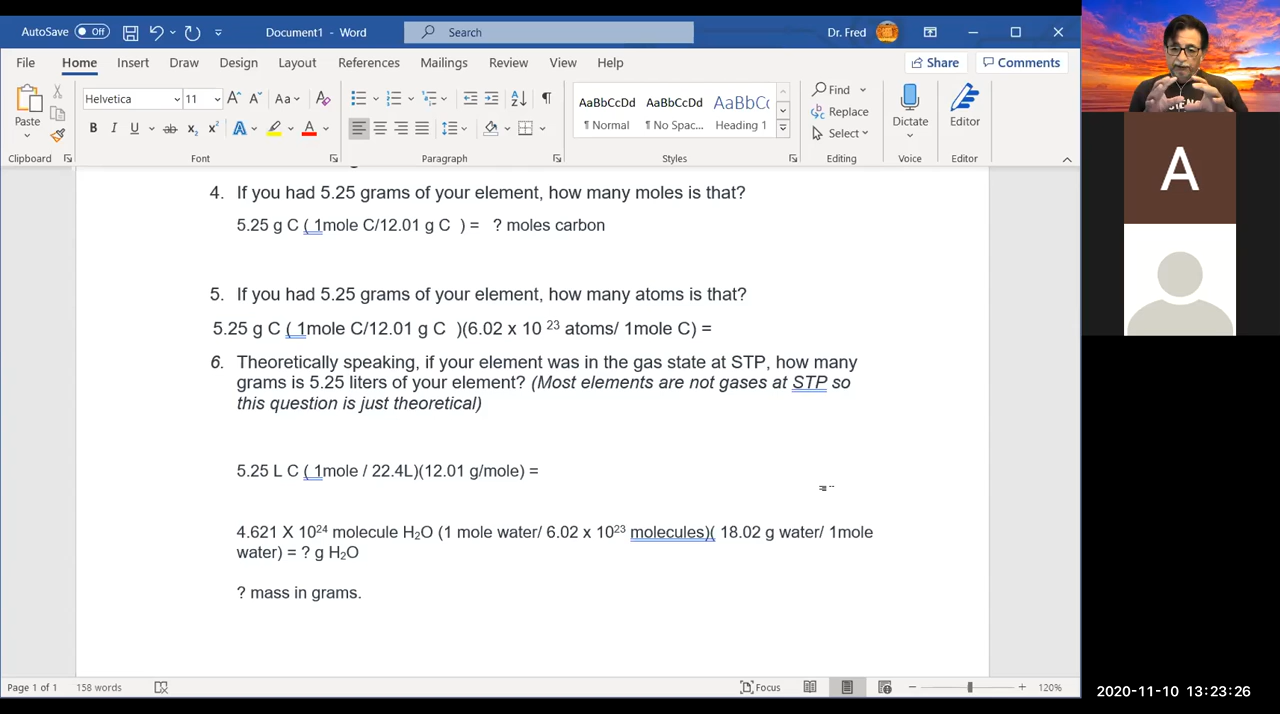 AutoSave Off Document1 - Word Search Dr. Fred
File Home Insert Draw Design Layout References Mailings Review View Help Share Comments
Paste Helvetica 11 Aa AaBbCcDd AaBbCcDd AaBbCc Find Replace Select Dictate Editor
¶ Normal ¶ No Spac... Heading 1
Clipboard Font Paragraph Styles Editing Voice Editor
4. If you had 5.25 grams of your element, how many moles is that?
5.25 g C ( 1mole C/12.01 g C ) = ? moles carbon
5. If you had 5.25 grams of your element, how many atoms is that?
5.25 g C ( 1mole C/12.01 g C )(6.02 x 10 ²³ atoms/ 1mole C) =
6. Theoretically speaking, if your element was in the gas state at STP, how many
grams is 5.25 liters of your element? (Most elements are not gases at STP so
this question is just theoretical)
5.25 L C ( 1mole / 22.4L)(12.01 g/mole) =
4.621 X 10²⁴ molecule H₂O (1 mole water/ 6.02 x 10²³ molecules)( 18.02 g water/ 1mole
water) = ? g H₂O
? mass in grams.
Page 1 of 1 158 words Focus 120%
A
2020-11-10 13:23:26